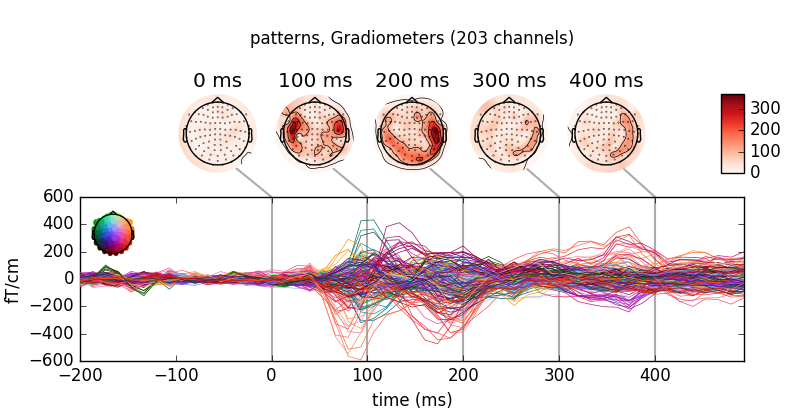 patterns, Gradiometers (203 channels)
0 ms 100 ms 200 ms 300 ms 400 ms
300
200
100
0
600
400
200
0
−200
−400
−600
fT/cm
−200 −100 0 100 200 300 400
time (ms)